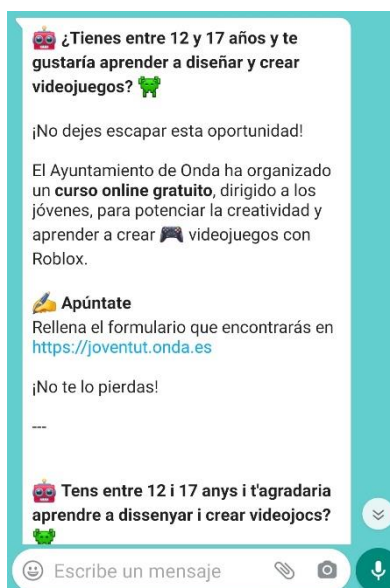 🤖 ¿Tienes entre 12 y 17 años y te
gustaría aprender a diseñar y crear
videojuegos? 👾
¡No dejes escapar esta oportunidad!
El Ayuntamiento de Onda ha organizado
un curso online gratuito, dirigido a los
jóvenes, para potenciar la creatividad y
aprender a crear 🎮 videojuegos con
Roblox.
✍️ Apúntate
Rellena el formulario que encontrarás en
https://joventut.onda.es
¡No te lo pierdas!
---
🤖 Tens entre 12 i 17 anys i t'agradaria
aprendre a dissenyar i crear videojocs?
👾
Escribe un mensaje